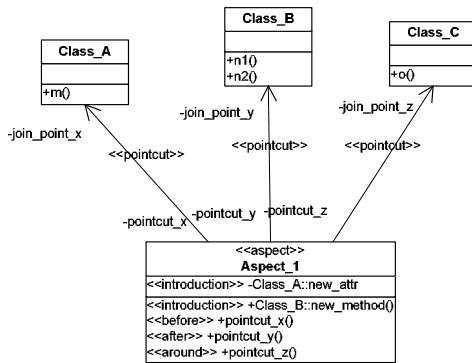 Class_A
+m()
Class_B
+n1()
+n2()
Class_C
+o()
-join_point_x
-join_point_y
-join_point_z
<<pointcut>>
<<pointcut>>
<<pointcut>>
-pointcut_x
-pointcut_y
-pointcut_z
<<aspect>>
Aspect_1
<<introduction>> -Class_A::new_attr
<<introduction>> +Class_B::new_method()
<<before>> +pointcut_x()
<<after>> +pointcut_y()
<<around>> +pointcut_z()